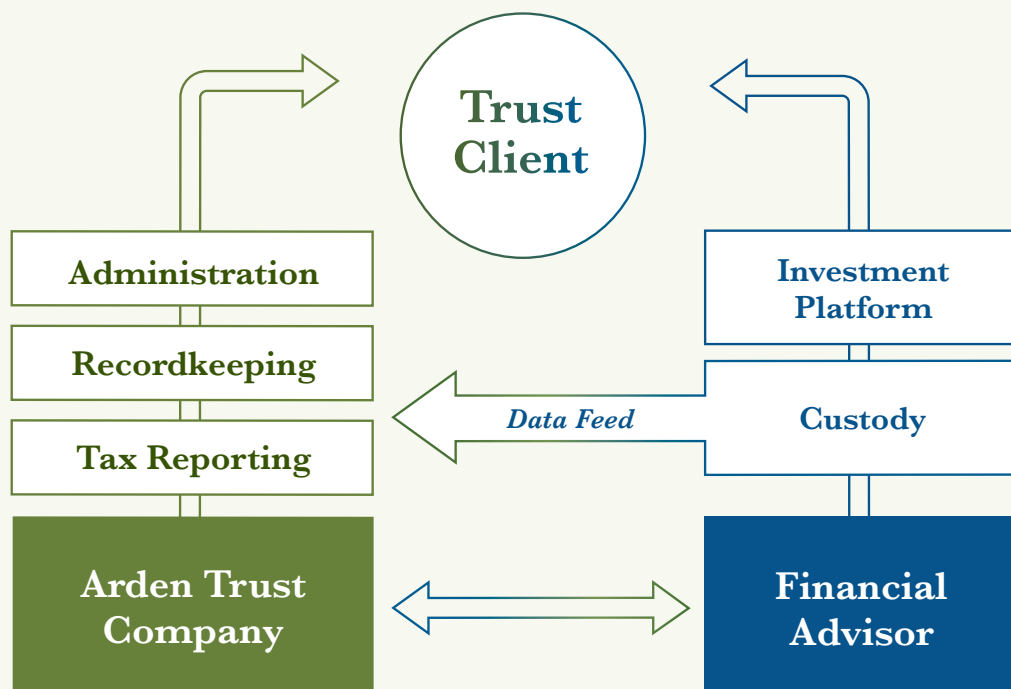 Trust
Client
Administration
Recordkeeping
Tax Reporting
Arden Trust
Company
Investment
Platform
Data Feed
Custody
Financial
Advisor